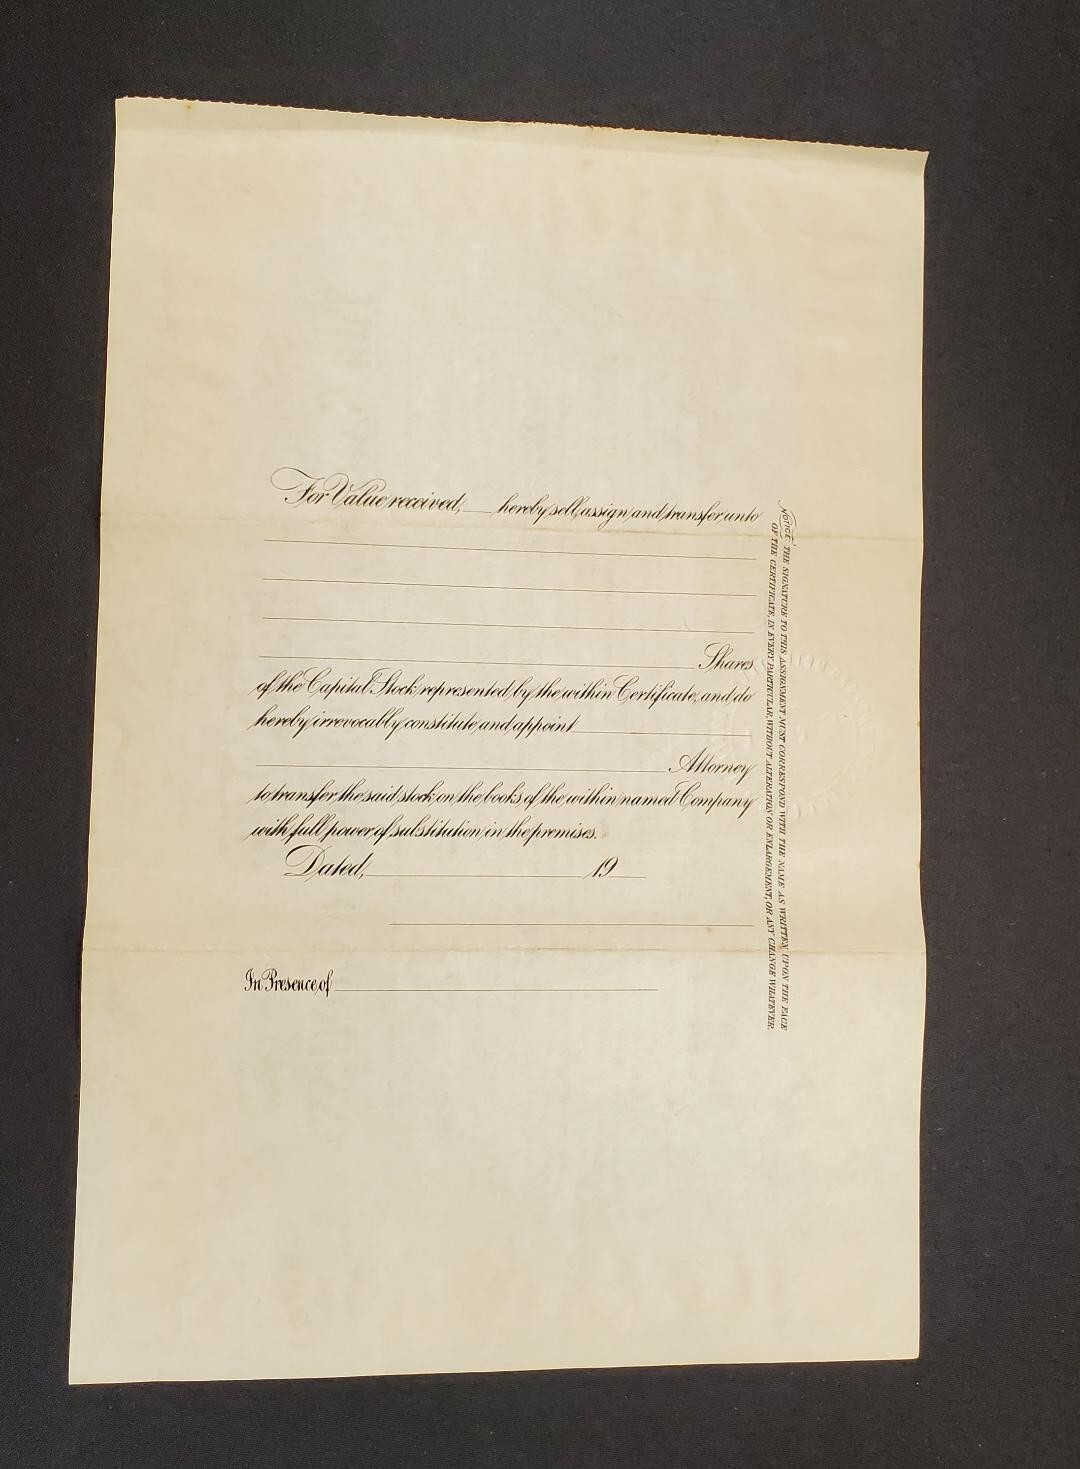 For Value received, ___ hereby sell, assign and transfer unto
Shares
of the Capital Stock represented by the within Certificate, and do
hereby irrevocably constitute and appoint
Attorney
to transfer the said stock on the books of the within named Company
with full power of substitution in the premises.
Dated, 19
In Presence of
NOTICE: THE SIGNATURE TO THIS ASSIGNMENT MUST CORRESPOND WITH THE NAME AS WRITTEN UPON THE FACE
OF THE CERTIFICATE, IN EVERY PARTICULAR, WITHOUT ALTERATION OR ENLARGEMENT, OR ANY CHANGE WHATEVER.